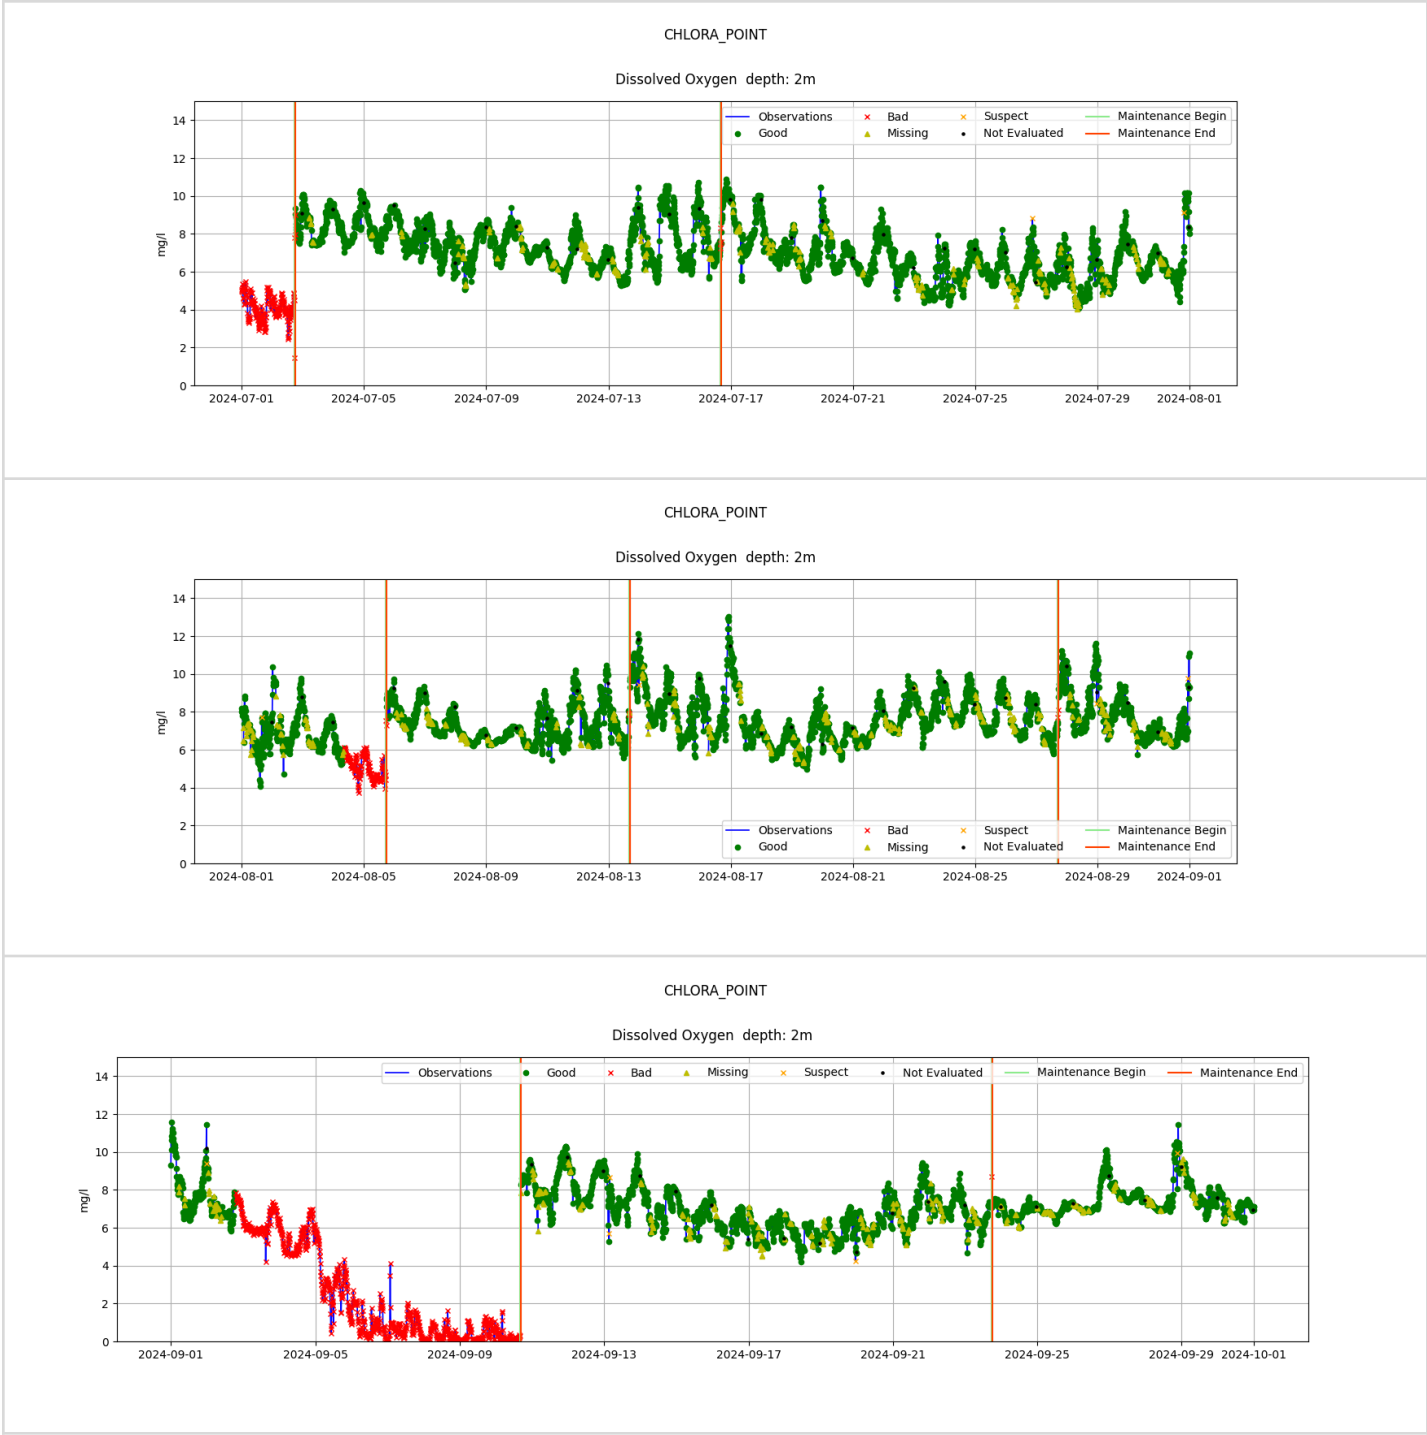 CHLORA_POINT
Dissolved Oxygen depth: 2m
Observations Bad Suspect Maintenance Begin
Good Missing Not Evaluated Maintenance End
14
12
10
8
6
4
2
0
mg/l
2024-07-01 2024-07-05 2024-07-09 2024-07-13 2024-07-17 2024-07-21 2024-07-25 2024-07-29 2024-08-01
CHLORA_POINT
Dissolved Oxygen depth: 2m
14
12
10
8
6
4
2
0
mg/l
Observations Bad Suspect Maintenance Begin
Good Missing Not Evaluated Maintenance End
2024-08-01 2024-08-05 2024-08-09 2024-08-13 2024-08-17 2024-08-21 2024-08-25 2024-08-29 2024-09-01
CHLORA_POINT
Dissolved Oxygen depth: 2m
Observations Good Bad Missing Suspect Not Evaluated Maintenance Begin Maintenance End
14
12
10
8
6
4
2
0
mg/l
2024-09-01 2024-09-05 2024-09-09 2024-09-13 2024-09-17 2024-09-21 2024-09-25 2024-09-29 2024-10-01